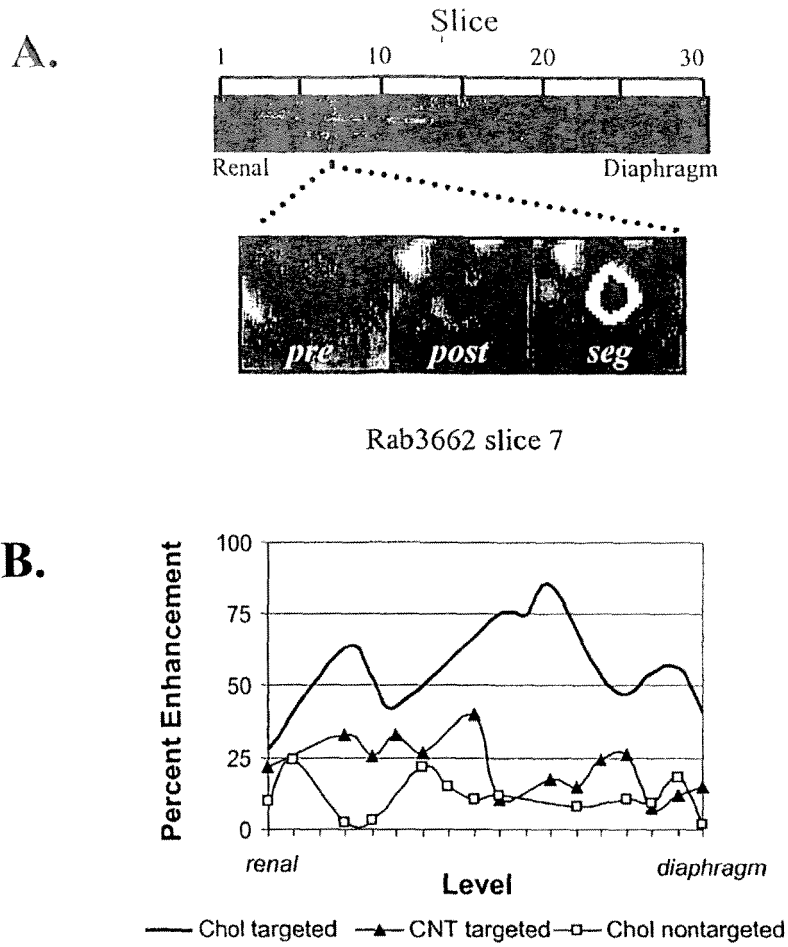 A.
Slice
1 10 20 30
Renal Diaphragm
pre post seg
Rab3662 slice 7
B.
Percent Enhancement
100
75
50
25
0
renal diaphragm
Level
Chol targeted CNT targeted Chol nontargeted